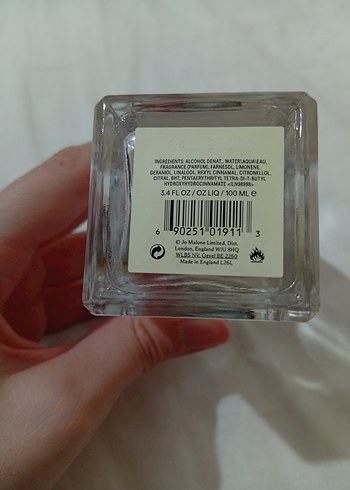 INGREDIENTS: ALCOHOL DENAT., WATER\AQUA\EAU,
FRAGRANCE (PARFUM), FARNESOL, LIMONENE,
GERANIOL, LINALOOL, HEXYL CINNAMAL, CITRONELLOL,
CITRAL, BHT, PENTAERYTHRITYL TETRA-DI-T-BUTYL
HYDROXYHYDROCINNAMATE <ILN98998>
3.4 FL OZ / OZ LIQ / 100 ML ℮
6 90251 01911 3
© Jo Malone Limited, Dist.
London, England W1U 8HQ
WLBS NV, Oevel BE 2260
Made in England L26L